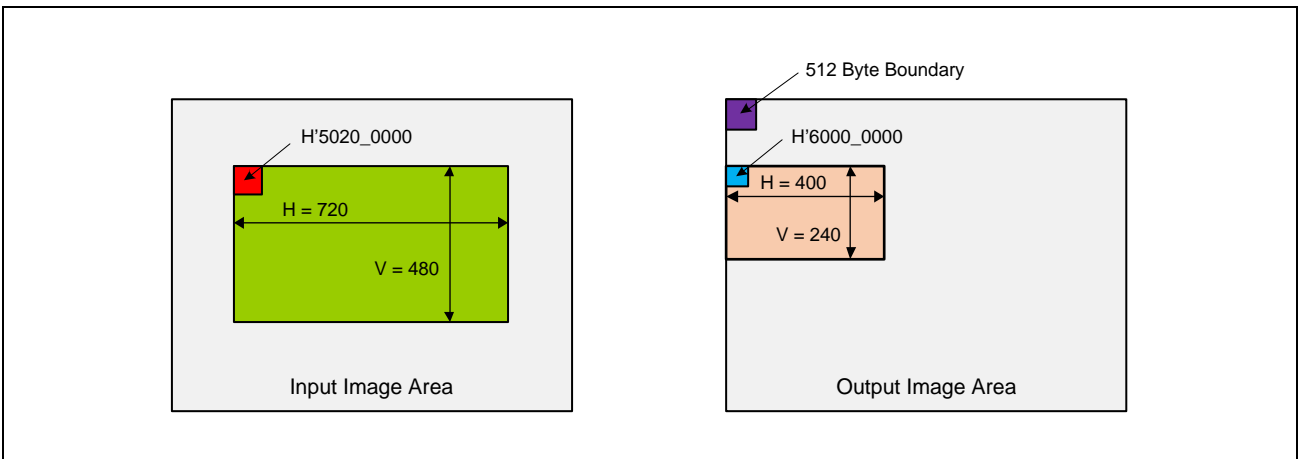 512 Byte Boundary
H’5020_0000
H’6000_0000
H = 720
H = 400
V = 480
V = 240
Input Image Area
Output Image Area